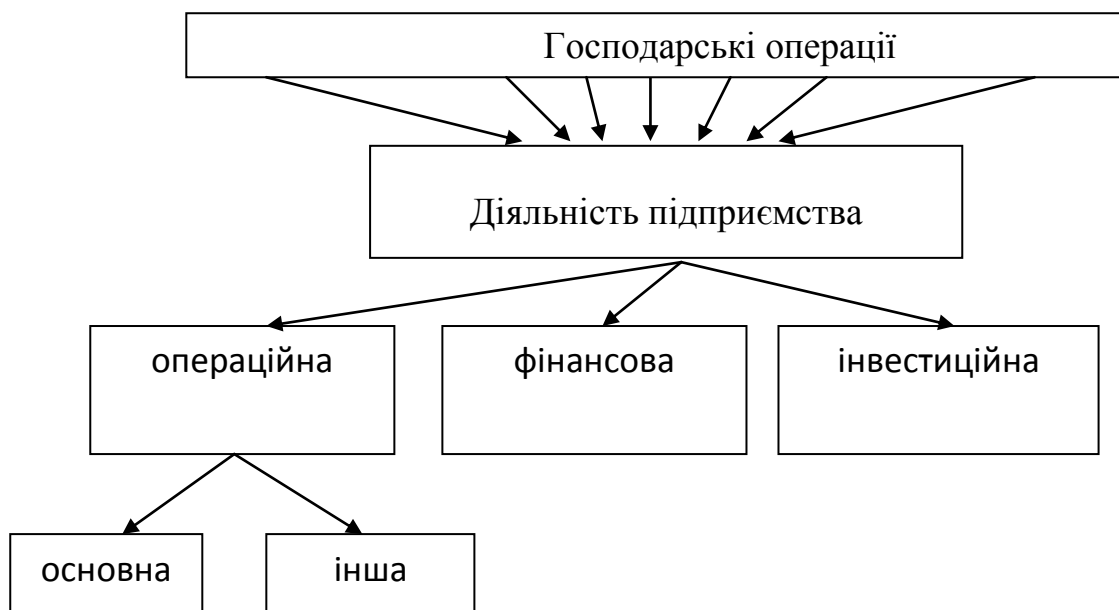 Господарські операції
Діяльність підприємства
операційна
фінансова
інвестиційна
основна
інша